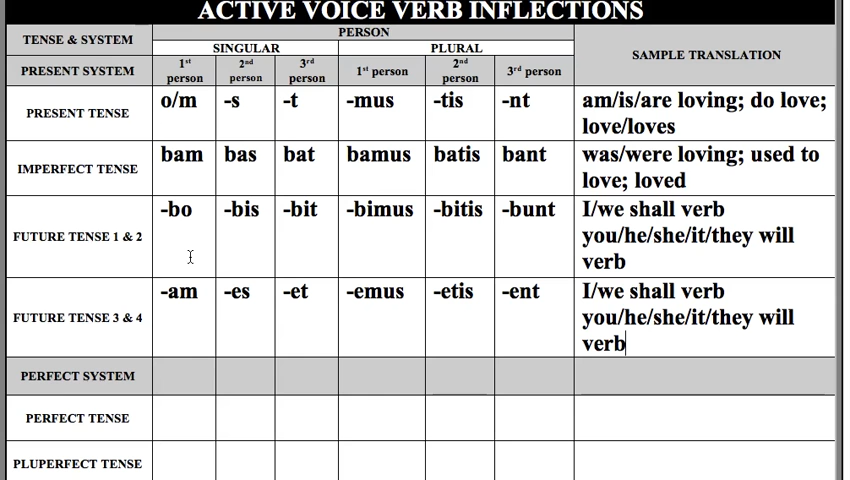 ACTIVE VOICE VERB INFLECTIONS
TENSE & SYSTEM
PERSON
SAMPLE TRANSLATION
SINGULAR
PLURAL
PRESENT SYSTEM
1st person
2nd person
3rd person
1st person
2nd person
3rd person
PRESENT TENSE
o/m
-s
-t
-mus
-tis
-nt
am/is/are loving; do love;
love/loves
IMPERFECT TENSE
bam
bas
bat
bamus
batis
bant
was/were loving; used to
love; loved
FUTURE TENSE 1 & 2
-bo
-bis
-bit
-bimus
-bitis
-bunt
I/we shall verb
you/he/she/it/they will
verb
FUTURE TENSE 3 & 4
-am
-es
-et
-emus
-etis
-ent
I/we shall verb
you/he/she/it/they will
verb
PERFECT SYSTEM
PERFECT TENSE
PLUPERFECT TENSE